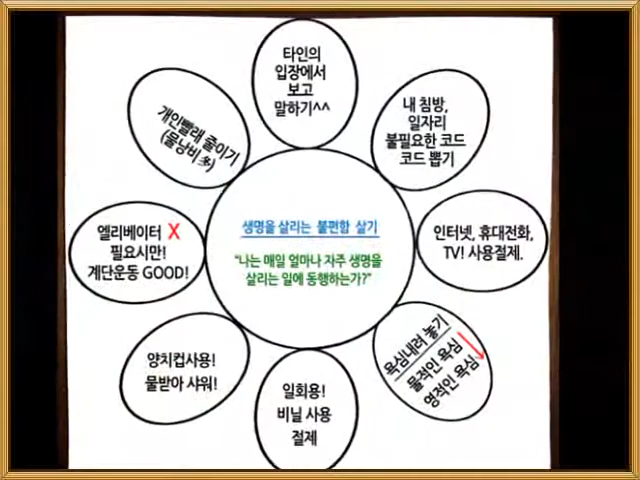 생명을 살리는 불편함 살기
"나는 매일 얼마나 자주 생명을
살리는 일에 동행하는가?"
타인의
입장에서
보고
말하기^^
내 침방,
일자리
불필요한 코드
코드 뽑기
인터넷, 휴대전화,
TV! 사용절제.
욕심내려 놓기
물적인 욕심
영적인 욕심
일회용!
비닐 사용
절제
양치컵사용!
물받아 샤워!
엘리베이터 X
필요시만!
계단운동 GOOD!
개인빨래 줄이기
(물낭비 多)